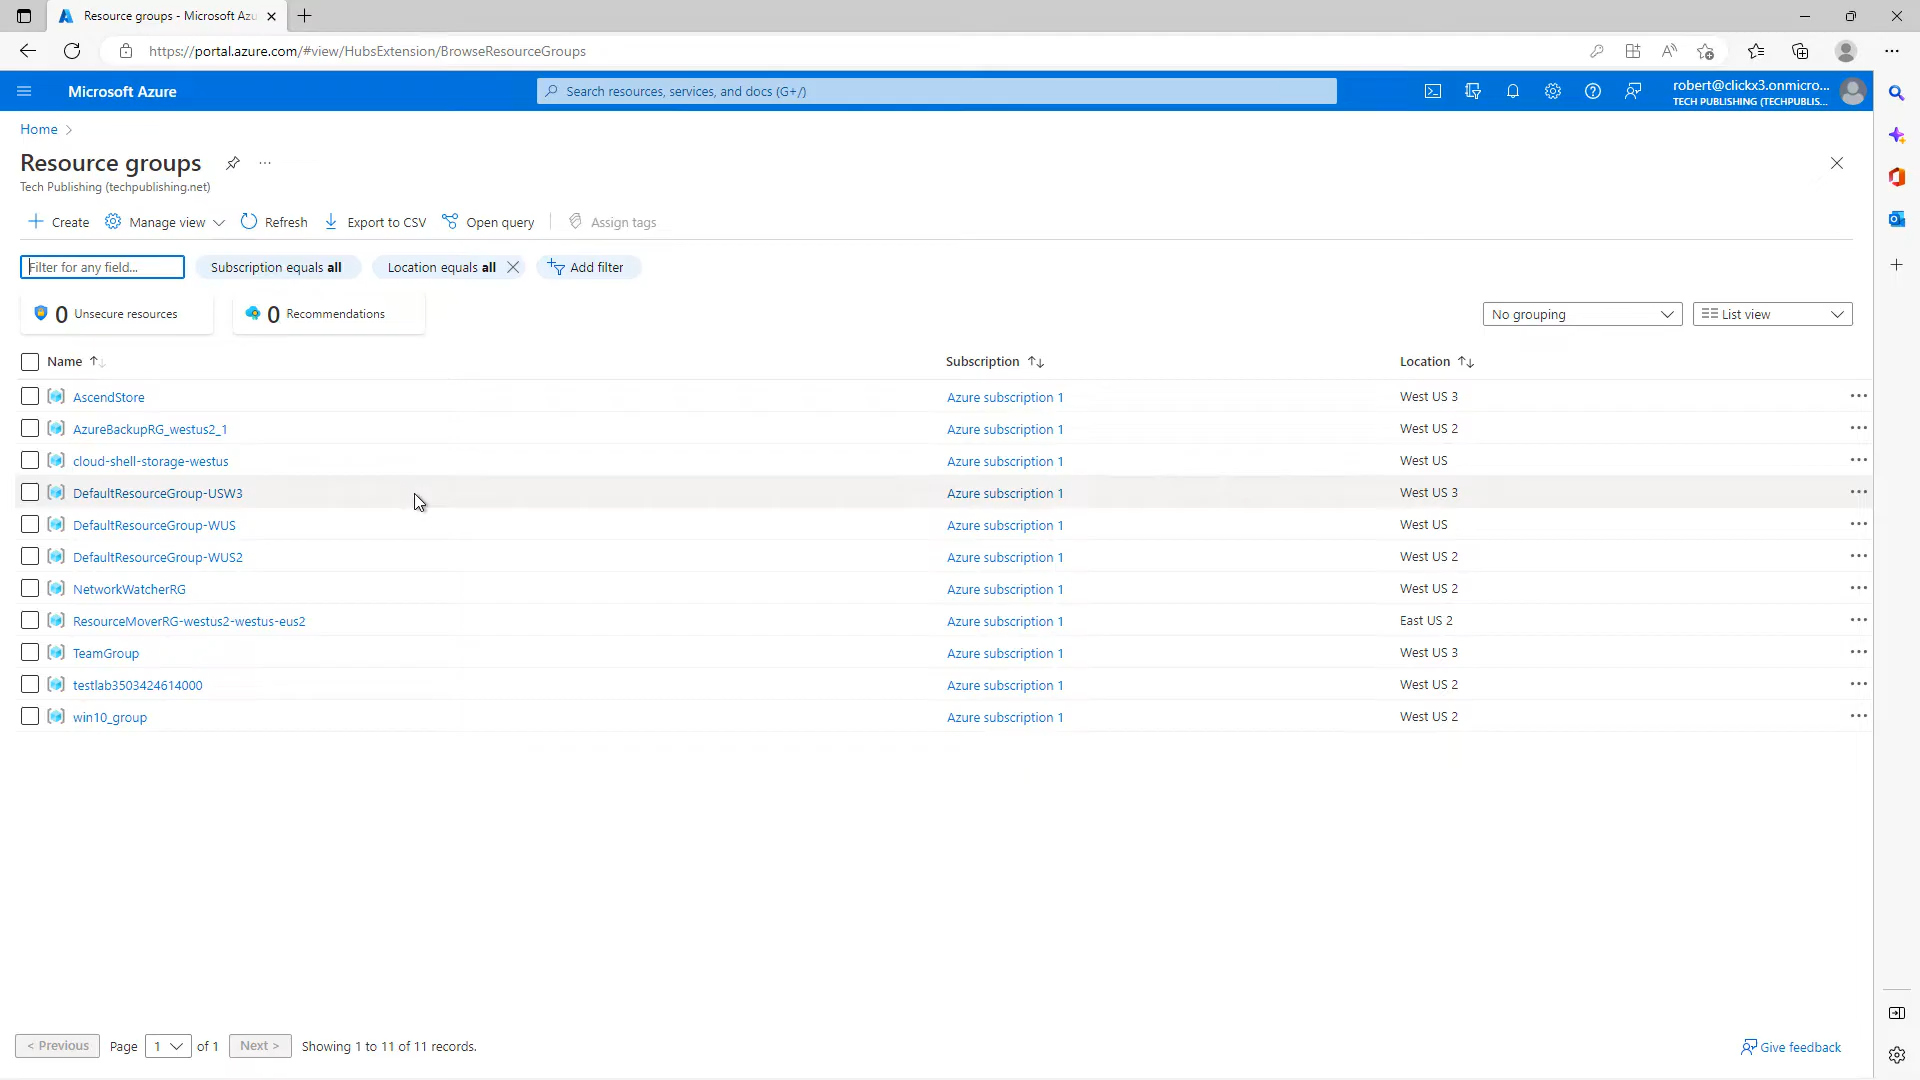 Resource groups - Microsoft Azu
https://portal.azure.com/#view/HubsExtension/BrowseResourceGroups
Microsoft Azure
Search resources, services, and docs (G+/)
robert@clickx3.onmicro...
TECH PUBLISHING (TECHPUBLIS...
Home
Resource groups
Tech Publishing (techpublishing.net)
Create Manage view Refresh Export to CSV Open query Assign tags
Filter for any field... Subscription equals all Location equals all Add filter
0 Unsecure resources 0 Recommendations No grouping List view
Name Subscription Location
AscendStore Azure subscription 1 West US 3
AzureBackupRG_westus2_1 Azure subscription 1 West US 2
cloud-shell-storage-westus Azure subscription 1 West US
DefaultResourceGroup-USW3 Azure subscription 1 West US 3
DefaultResourceGroup-WUS Azure subscription 1 West US
DefaultResourceGroup-WUS2 Azure subscription 1 West US 2
NetworkWatcherRG Azure subscription 1 West US 2
ResourceMoverRG-westus2-westus-eus2 Azure subscription 1 East US 2
TeamGroup Azure subscription 1 West US 3
testlab3503424614000 Azure subscription 1 West US 2
win10_group Azure subscription 1 West US 2
< Previous Page 1 of 1 Next > Showing 1 to 11 of 11 records. Give feedback